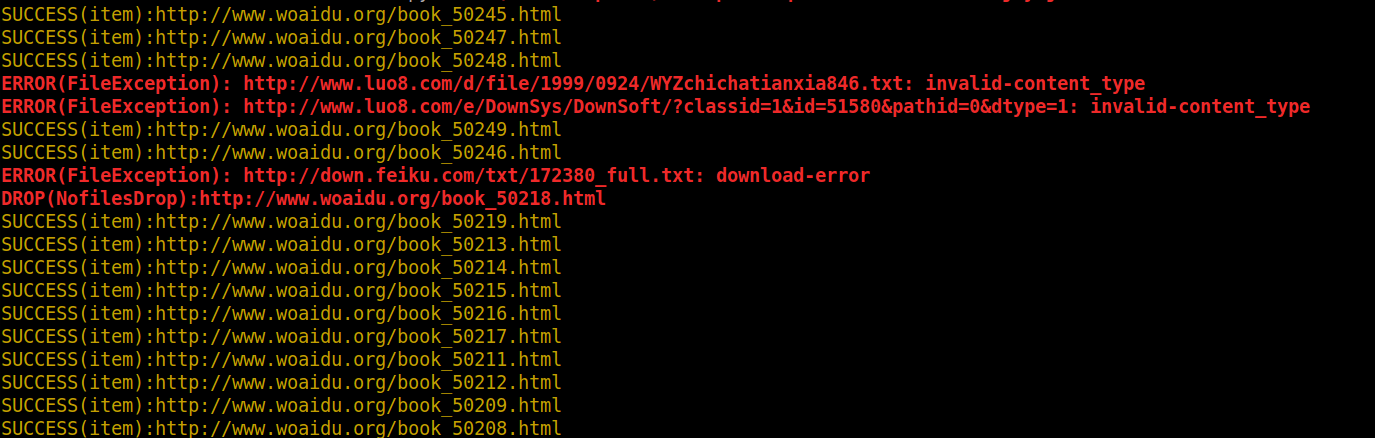 SUCCESS(item):http://www.woaidu.org/book_50245.html
SUCCESS(item):http://www.woaidu.org/book_50247.html
SUCCESS(item):http://www.woaidu.org/book_50248.html
ERROR(FileException): http://www.luo8.com/d/file/1999/0924/WYZchichatianxia846.txt: invalid-content_type
ERROR(FileException): http://www.luo8.com/e/DownSys/DownSoft/?classid=1&id=51580&pathid=0&dtype=1: invalid-content_type
SUCCESS(item):http://www.woaidu.org/book_50249.html
SUCCESS(item):http://www.woaidu.org/book_50246.html
ERROR(FileException): http://down.feiku.com/txt/172380_full.txt: download-error
DROP(NofilesDrop):http://www.woaidu.org/book_50218.html
SUCCESS(item):http://www.woaidu.org/book_50219.html
SUCCESS(item):http://www.woaidu.org/book_50213.html
SUCCESS(item):http://www.woaidu.org/book_50214.html
SUCCESS(item):http://www.woaidu.org/book_50215.html
SUCCESS(item):http://www.woaidu.org/book_50216.html
SUCCESS(item):http://www.woaidu.org/book_50217.html
SUCCESS(item):http://www.woaidu.org/book_50211.html
SUCCESS(item):http://www.woaidu.org/book_50212.html
SUCCESS(item):http://www.woaidu.org/book_50209.html
SUCCESS(item):http://www.woaidu.org/book_50208.html